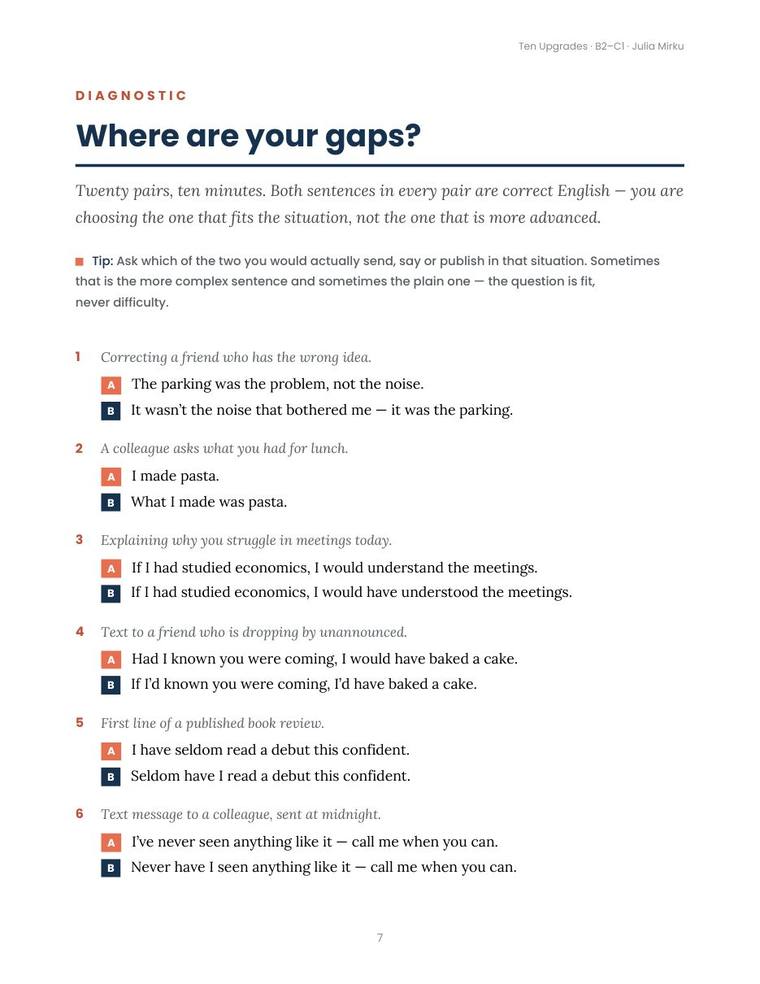 Ten Upgrades · B2–C1 · Julia Mirku
DIAGNOSTIC
Where are your gaps?
Twenty pairs, ten minutes. Both sentences in every pair are correct English — you are
choosing the one that fits the situation, not the one that is more advanced.
Tip: Ask which of the two you would actually send, say or publish in that situation. Sometimes
that is the more complex sentence and sometimes the plain one — the question is fit,
never difficulty.
1 Correcting a friend who has the wrong idea.
A The parking was the problem, not the noise.
B It wasn’t the noise that bothered me — it was the parking.
2 A colleague asks what you had for lunch.
A I made pasta.
B What I made was pasta.
3 Explaining why you struggle in meetings today.
A If I had studied economics, I would understand the meetings.
B If I had studied economics, I would have understood the meetings.
4 Text to a friend who is dropping by unannounced.
A Had I known you were coming, I would have baked a cake.
B If I’d known you were coming, I’d have baked a cake.
5 First line of a published book review.
A I have seldom read a debut this confident.
B Seldom have I read a debut this confident.
6 Text message to a colleague, sent at midnight.
A I’ve never seen anything like it — call me when you can.
B Never have I seen anything like it — call me when you can.
7